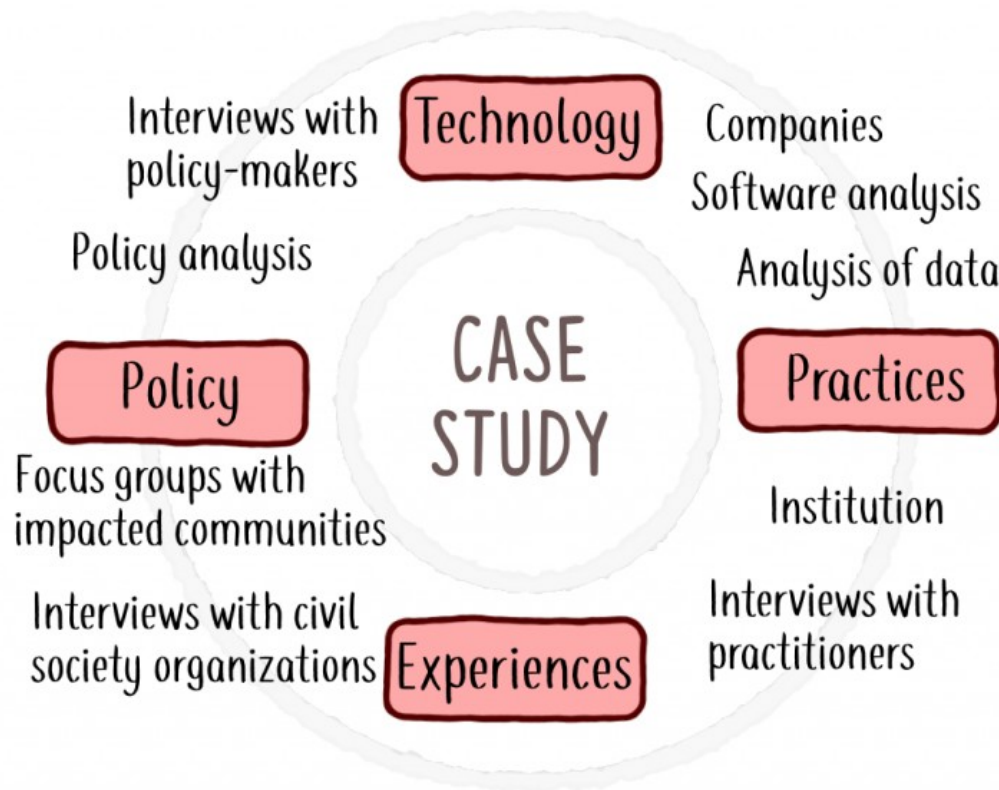 Technology
Interviews with
policy-makers
Policy analysis
Companies
Software analysis
Analysis of data
CASE
STUDY
Policy
Practices
Focus groups with
impacted communities
Interviews with civil
society organizations
Institution
Interviews with
practitioners
Experiences